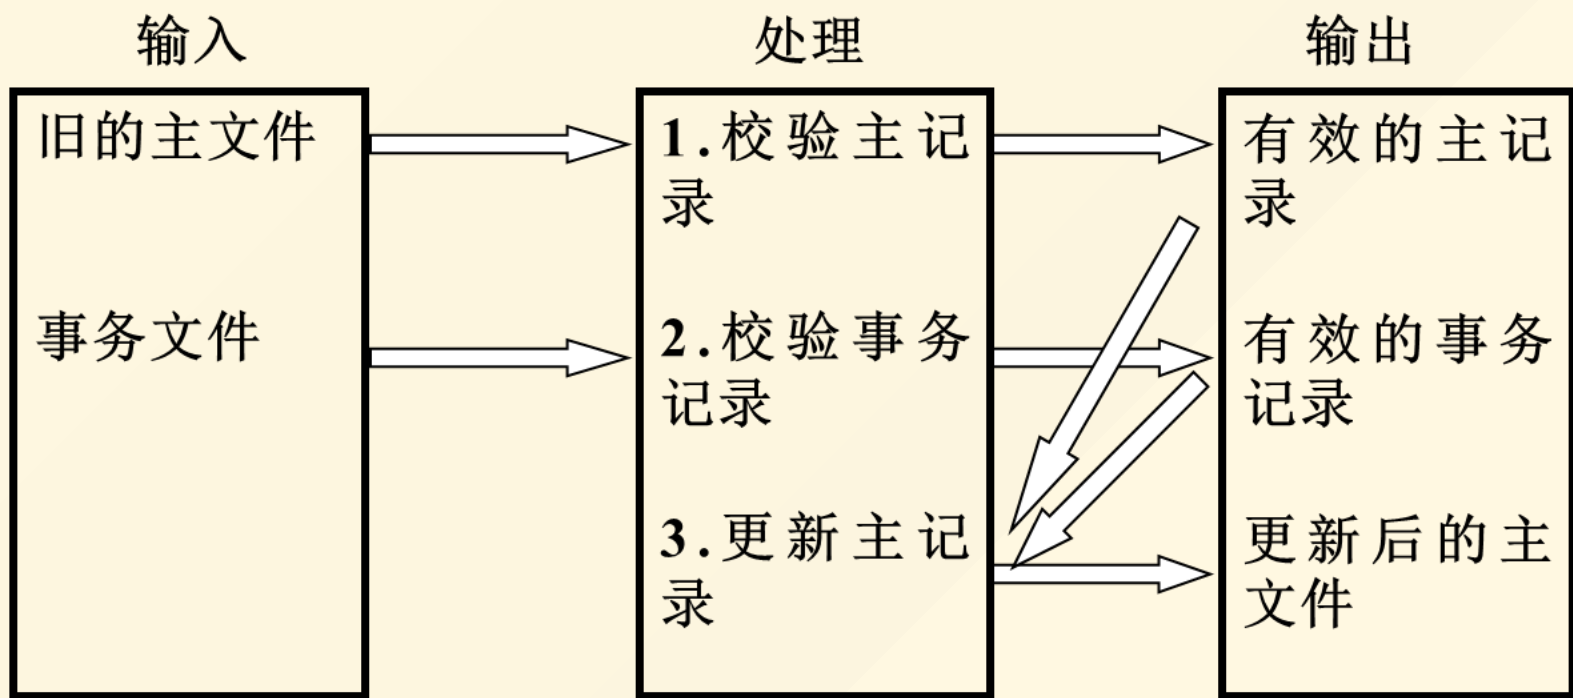 输入
处理
输出
旧的主文件
事务文件
1.校验主记
录
2.校验事务
记录
3.更新主记
录
有效的主记
录
有效的事务
记录
更新后的主
文件